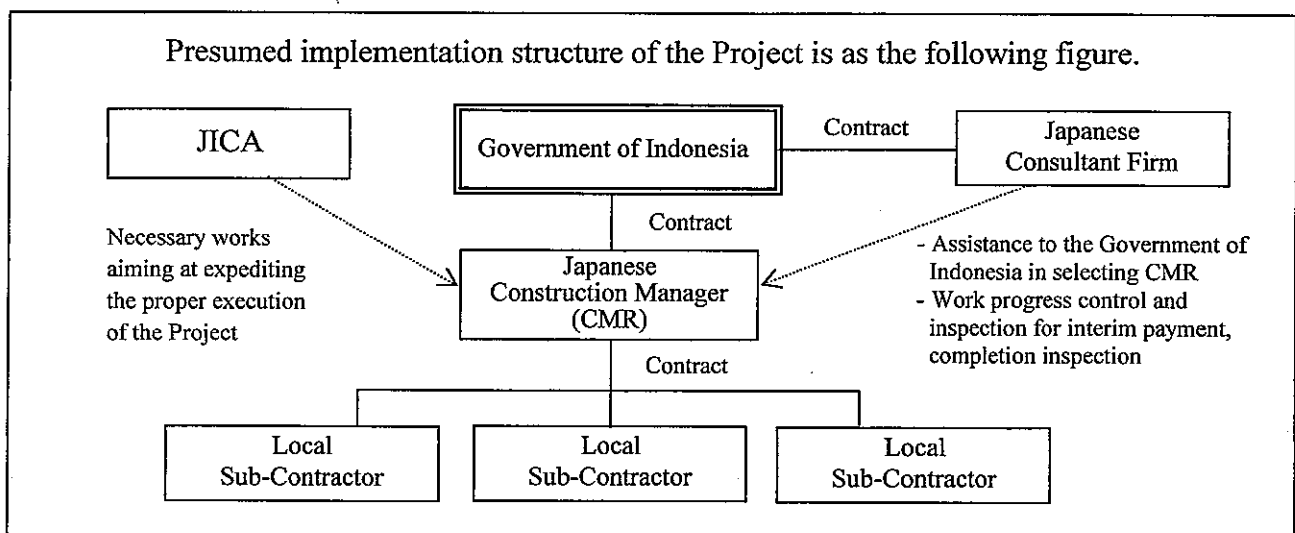 Presumed implementation structure of the Project is as the following figure.
JICA
Government of Indonesia
Contract
Japanese
Consultant Firm
Necessary works
aiming at expediting
the proper execution
of the Project
Contract
Japanese
Construction Manager
(CMR)
- Assistance to the Government of
Indonesia in selecting CMR
- Work progress control and
inspection for interim payment,
completion inspection
Contract
Local
Sub-Contractor
Local
Sub-Contractor
Local
Sub-Contractor